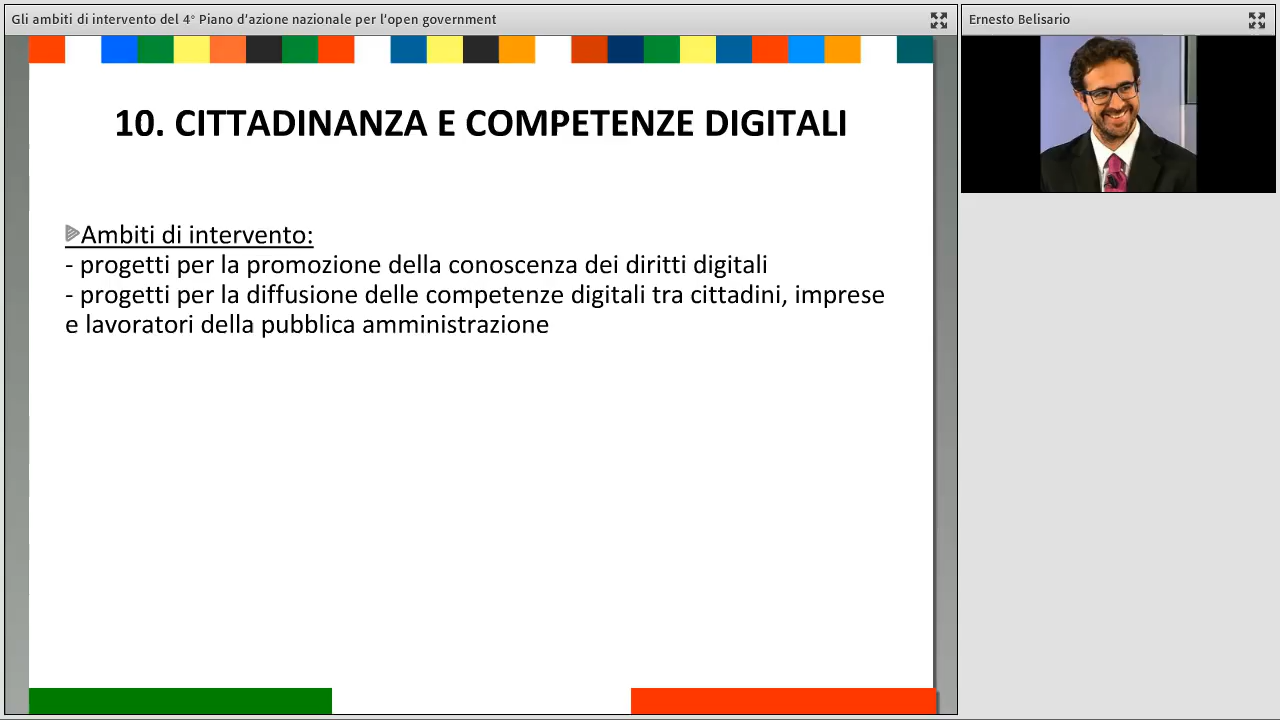 Gli ambiti di intervento del 4° Piano d’azione nazionale per l’open government
Ernesto Belisario
10. CITTADINANZA E COMPETENZE DIGITALI
Ambiti di intervento:
- progetti per la promozione della conoscenza dei diritti digitali
- progetti per la diffusione delle competenze digitali tra cittadini, imprese
e lavoratori della pubblica amministrazione